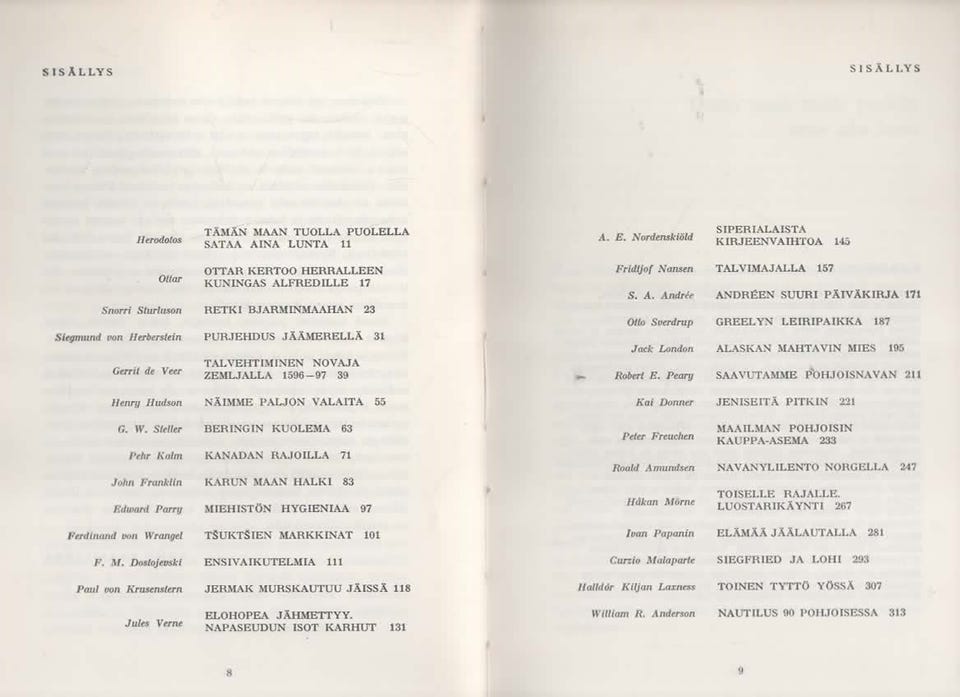 SISÄLLYS
Herodotos TÄMÄN MAAN TUOLLA PUOLELLA
SATAA AINA LUNTA 11
Ottar OTTAR KERTOO HERRALLEEN
KUNINGAS ALFREDILLE 17
Snorri Sturluson RETKI BJARMINMAAHAN 23
Siegmund von Herberstein PURJEHDUS JÄÄMERELLÄ 31
Gerrit de Veer TALVEHTIMINEN NOVAJA
ZEMLJALLA 1596–97 39
Henry Hudson NÄIMME PALJON VALAITA 55
G. W. Steller BERINGIN KUOLEMA 63
Pehr Kalm KANADAN RAJOILLA 71
John Franklin KARUN MAAN HALKI 83
Edward Parry MIEHISTÖN HYGIENIAA 97
Ferdinand von Wrangel TŠUKTŠIEN MARKKINAT 101
F. M. Dostojevski ENSIVAIKUTELMIA 111
Paul von Krusenstern JERMAK MURSKAUTUU JÄISSÄ 118
Jules Verne ELOHOPEA JÄHMETTYY.
NAPASEUDUN ISOT KARHUT 131
8
SISÄLLYS
A. E. Nordenskiöld SIPERIALAISTA
KIRJEENVAIHTOA 145
Fridtjof Nansen TALVIMAJALLA 157
S. A. Andrée ANDRÉEN SUURI PÄIVÄKIRJA 171
Otto Sverdrup GREELYN LEIRIPAIKKA 187
Jack London ALASKAN MAHTAVIN MIES 195
Robert E. Peary SAAVUTAMME POHJOISNAVAN 211
Kai Donner JENISEITÄ PITKIN 221
Peter Freuchen MAAILMAN POHJOISIN
KAUPPA-ASEMA 233
Roald Amundsen NAVANYLILENTO NORGELLA 247
Håkan Mörne TOISELLE RAJALLE.
LUOSTARIKÄYNTI 267
Ivan Papanin ELÄMÄÄ JÄÄLAUTALLA 281
Curzio Malaparte SIEGFRIED JA LOHI 293
Halldór Kiljan Laxness TOINEN TYTTÖ YÖSSÄ 307
William R. Anderson NAUTILUS 90 POHJOISESSA 313
9